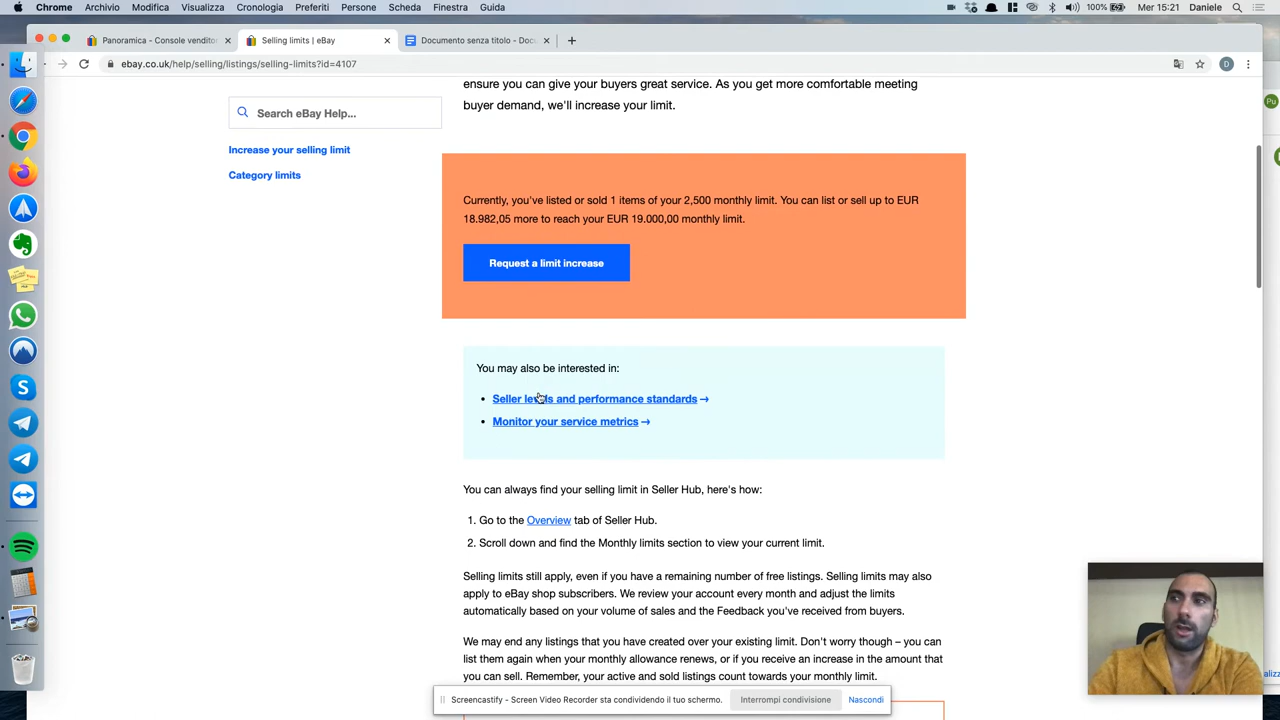 Chrome Archivio Modifica Visualizza Cronologia Preferiti Persone Scheda Finestra Guida
100% Mer 15:21 Daniele
Panoramica - Console venditor
Selling limits | eBay
Documento senza titolo - Doc
ebay.co.uk/help/selling/listings/selling-limits?id=4107
D
Pu
ensure you can give your buyers great service. As you get more comfortable meeting
buyer demand, we'll increase your limit.
Search eBay Help...
Increase your selling limit
Category limits
Currently, you've listed or sold 1 items of your 2,500 monthly limit. You can list or sell up to EUR
18.982,05 more to reach your EUR 19.000,00 monthly limit.
Request a limit increase
You may also be interested in:
• Seller levels and performance standards →
• Monitor your service metrics →
You can always find your selling limit in Seller Hub, here's how:
1. Go to the Overview tab of Seller Hub.
2. Scroll down and find the Monthly limits section to view your current limit.
Selling limits still apply, even if you have a remaining number of free listings. Selling limits may also
apply to eBay shop subscribers. We review your account every month and adjust the limits
automatically based on your volume of sales and the Feedback you've received from buyers.
We may end any listings that you have created over your existing limit. Don't worry though – you can
list them again when your monthly allowance renews, or if you receive an increase in the amount that
you can sell. Remember, your active and sold listings count towards your monthly limit.
Screencastify - Screen Video Recorder sta condividendo il tuo schermo.
Interrompi condivisione
Nascondi